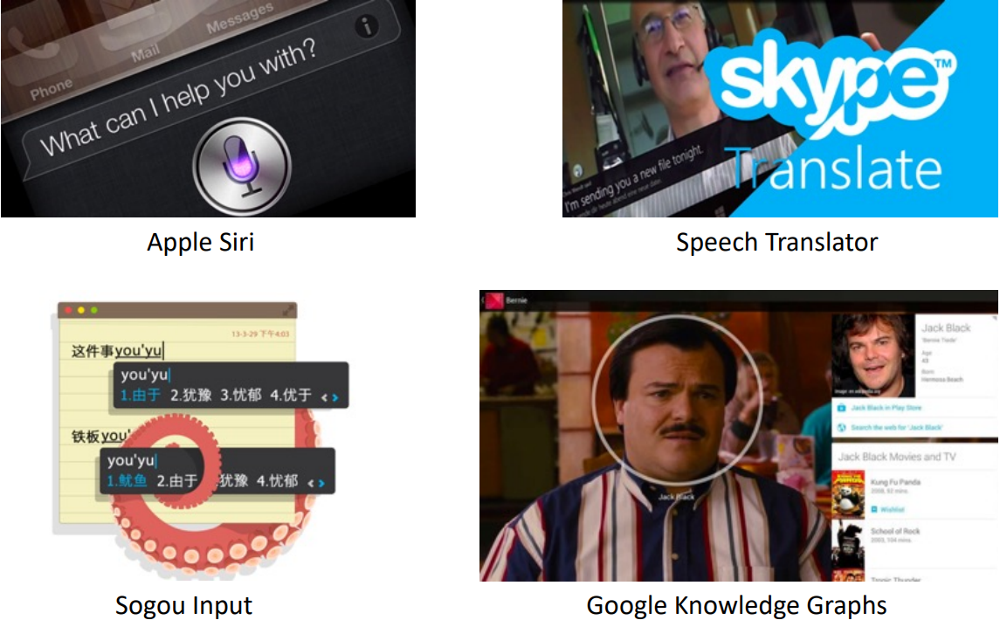 Phone
Mail
Messages
What can I help you with?
i
Apple Siri
skype™
Translate
I'm sending you a new file tonight.
Speech Translator
13-3-29 下午4:03
这件事you'yu
you'yu
1.由于 2.犹豫 3.忧郁 4.优于 < >
铁板you'
you'yu
1.鱿鱼 2.由于 犹豫 4.忧郁 < >
Sogou Input
Bernie
Jack Black
Jack Black
'Bernie Tiede'
Age
43
Born
Hermosa Beach
Jack Black in Play Store
Search the web for 'Jack Black'
Jack Black Movies and TV
Kung Fu Panda
2008, 92 mins.
Wishlist
School of Rock
2003, 104 mins.
Tropic Thunder
Google Knowledge Graphs